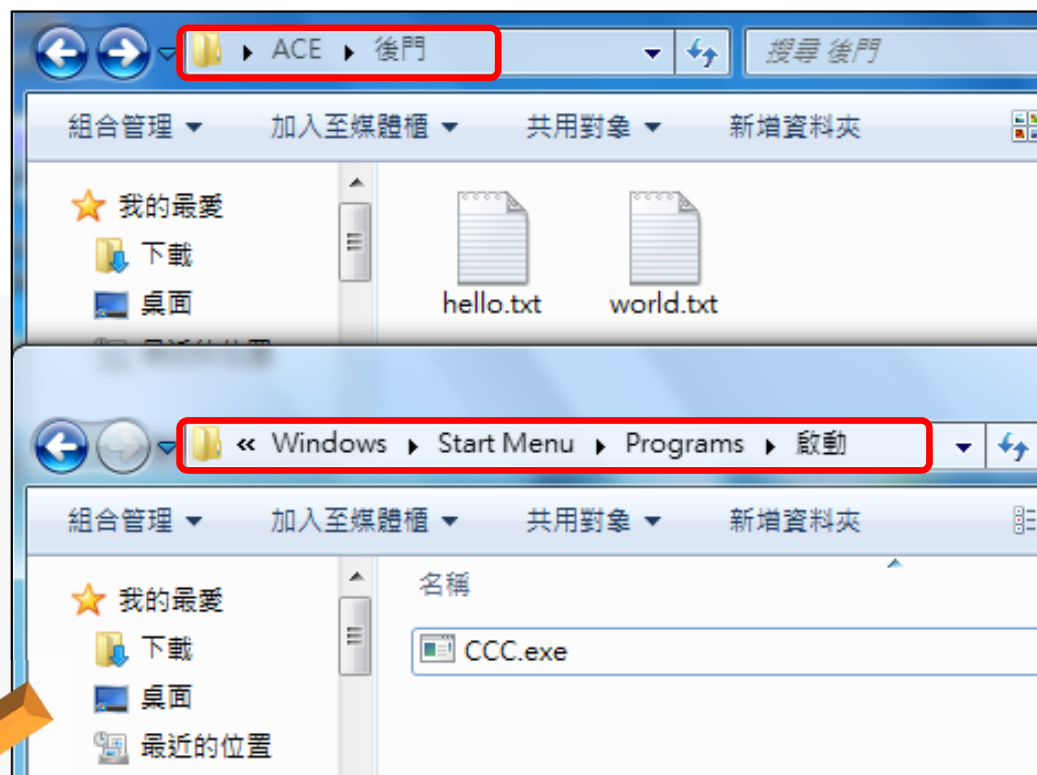 ACE 後門 搜尋 後門
組合管理 加入至媒體櫃 共用對象 新增資料夾
我的最愛
下載
桌面
hello.txt world.txt
« Windows Start Menu Programs 啟動
組合管理 加入至媒體櫃 共用對象 新增資料夾
我的最愛
名稱
下載
CCC.exe
桌面
最近的位置